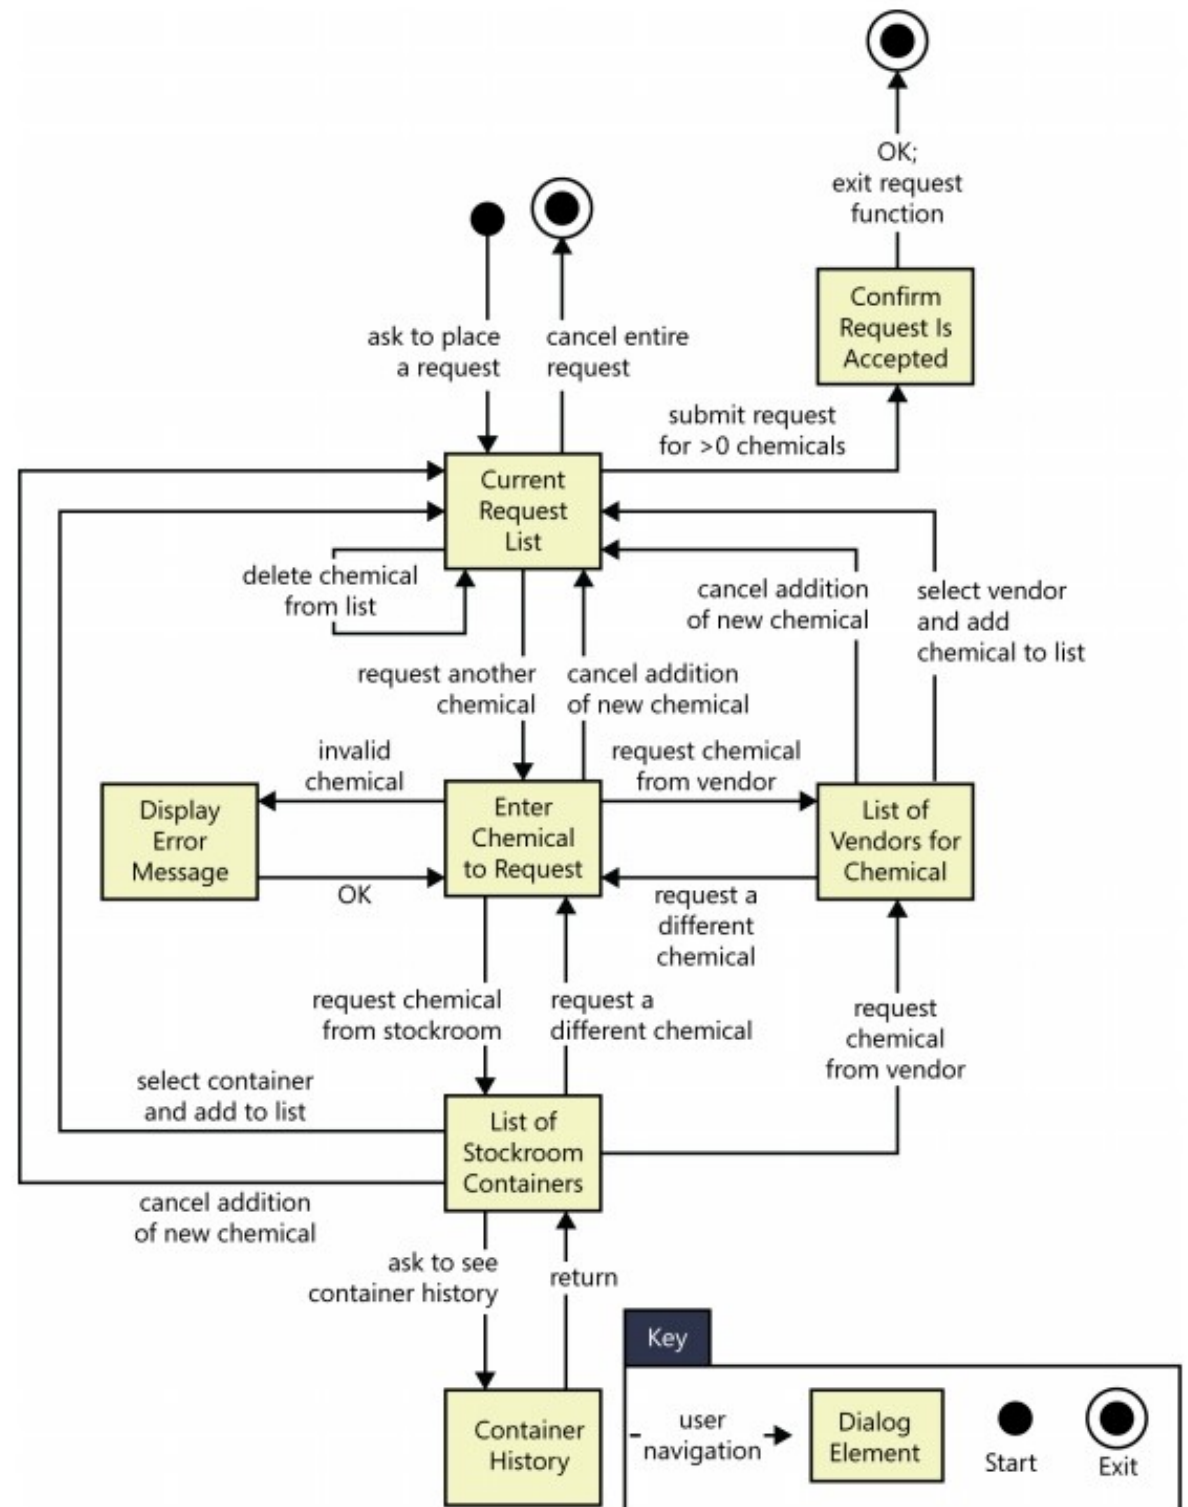 OK;
exit request
function
Confirm
Request Is
Accepted
ask to place
a request
cancel entire
request
submit request
for >0 chemicals
Current
Request
List
delete chemical
from list
cancel addition
of new chemical
select vendor
and add
chemical to list
request another
chemical
cancel addition
of new chemical
invalid
chemical
request chemical
from vendor
Display
Error
Message
Enter
Chemical
to Request
List of
Vendors for
Chemical
OK
request a
different
chemical
request chemical
from stockroom
request a
different chemical
request
chemical
from vendor
select container
and add to list
List of
Stockroom
Containers
cancel addition
of new chemical
ask to see
container history
return
Container
History
Key
user
navigation
Dialog
Element
Start
Exit